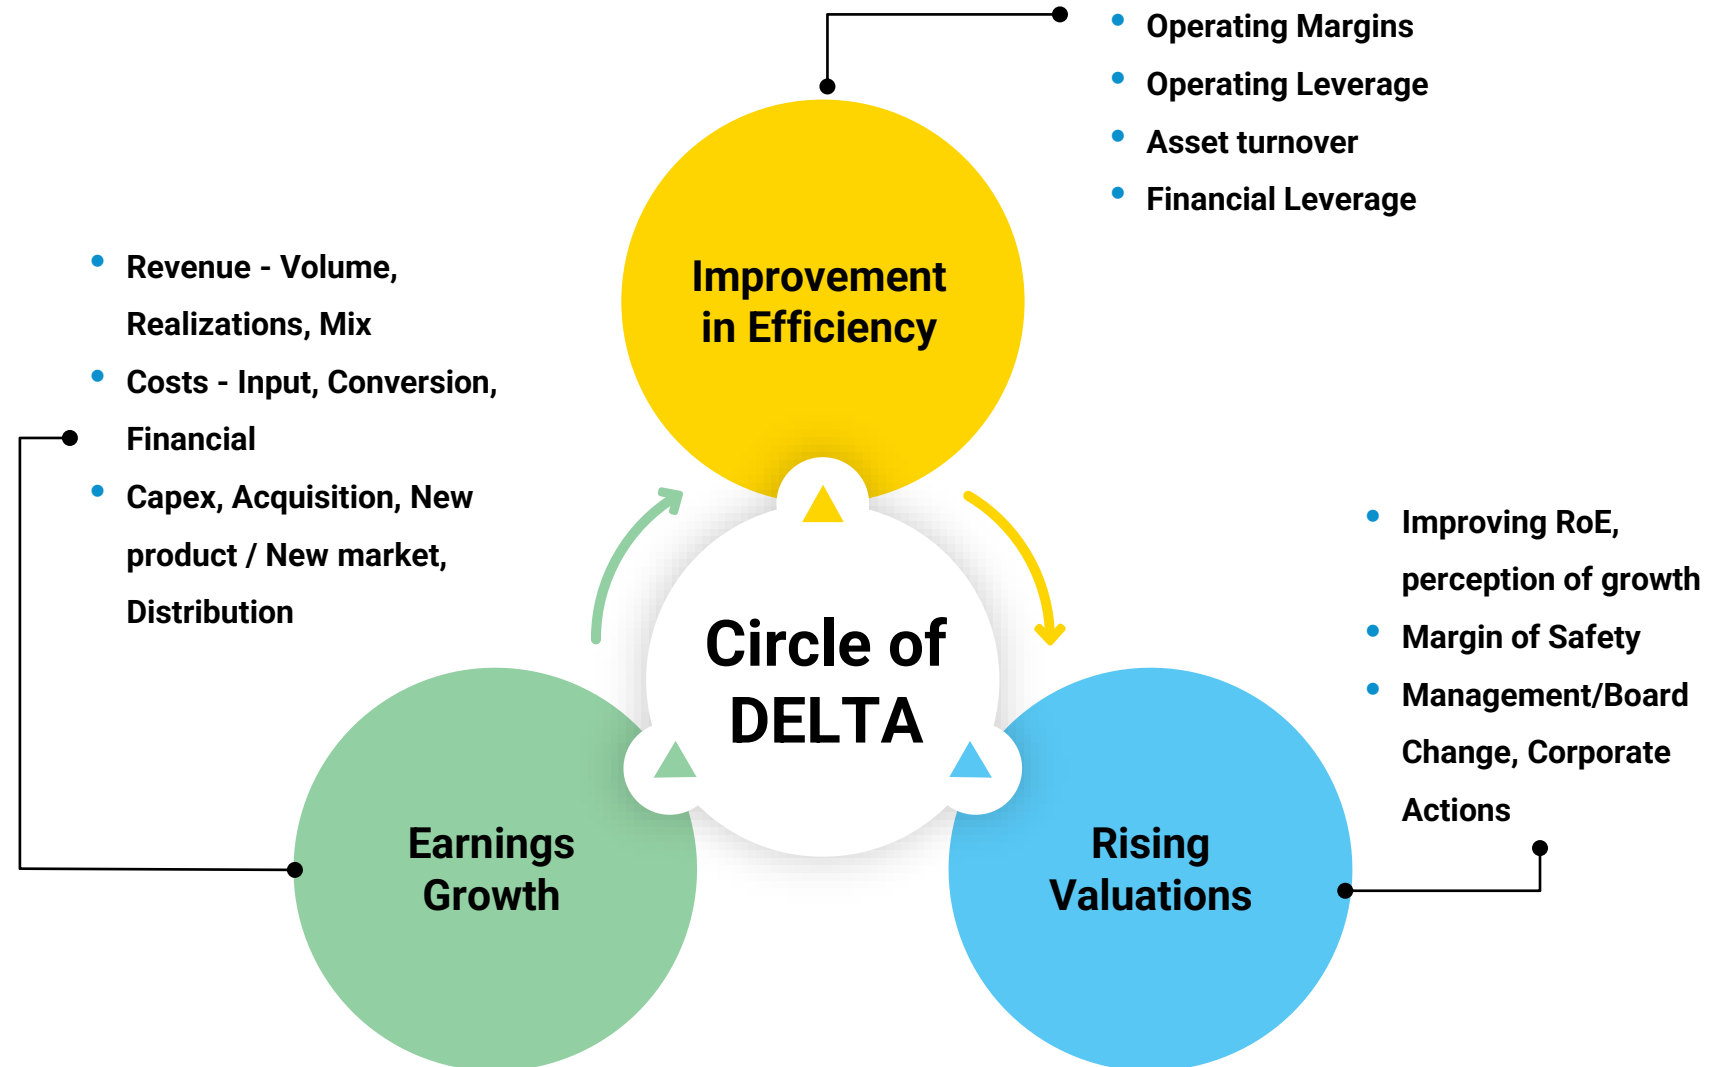 Operating Margins
Operating Leverage
Asset turnover
Financial Leverage
Improvement
in Efficiency
Revenue - Volume,
Realizations, Mix
Costs - Input, Conversion,
Financial
Capex, Acquisition, New
product / New market,
Distribution
Circle of
DELTA
Improving RoE,
perception of growth
Margin of Safety
Management/Board
Change, Corporate
Actions
Earnings
Growth
Rising
Valuations